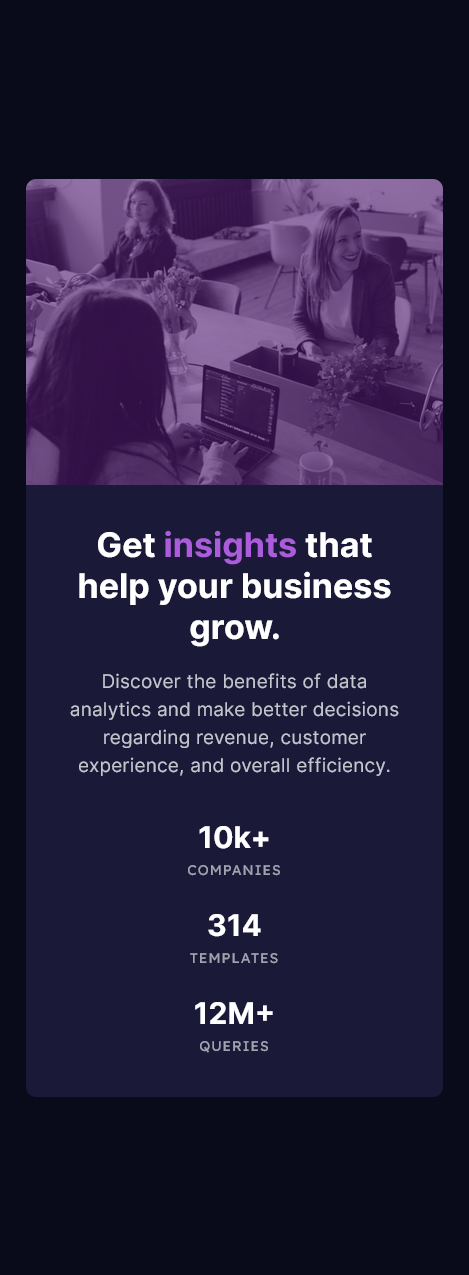 Get insights that
help your business
grow.
Discover the benefits of data
analytics and make better decisions
regarding revenue, customer
experience, and overall efficiency.
10k+
COMPANIES
314
TEMPLATES
12M+
QUERIES